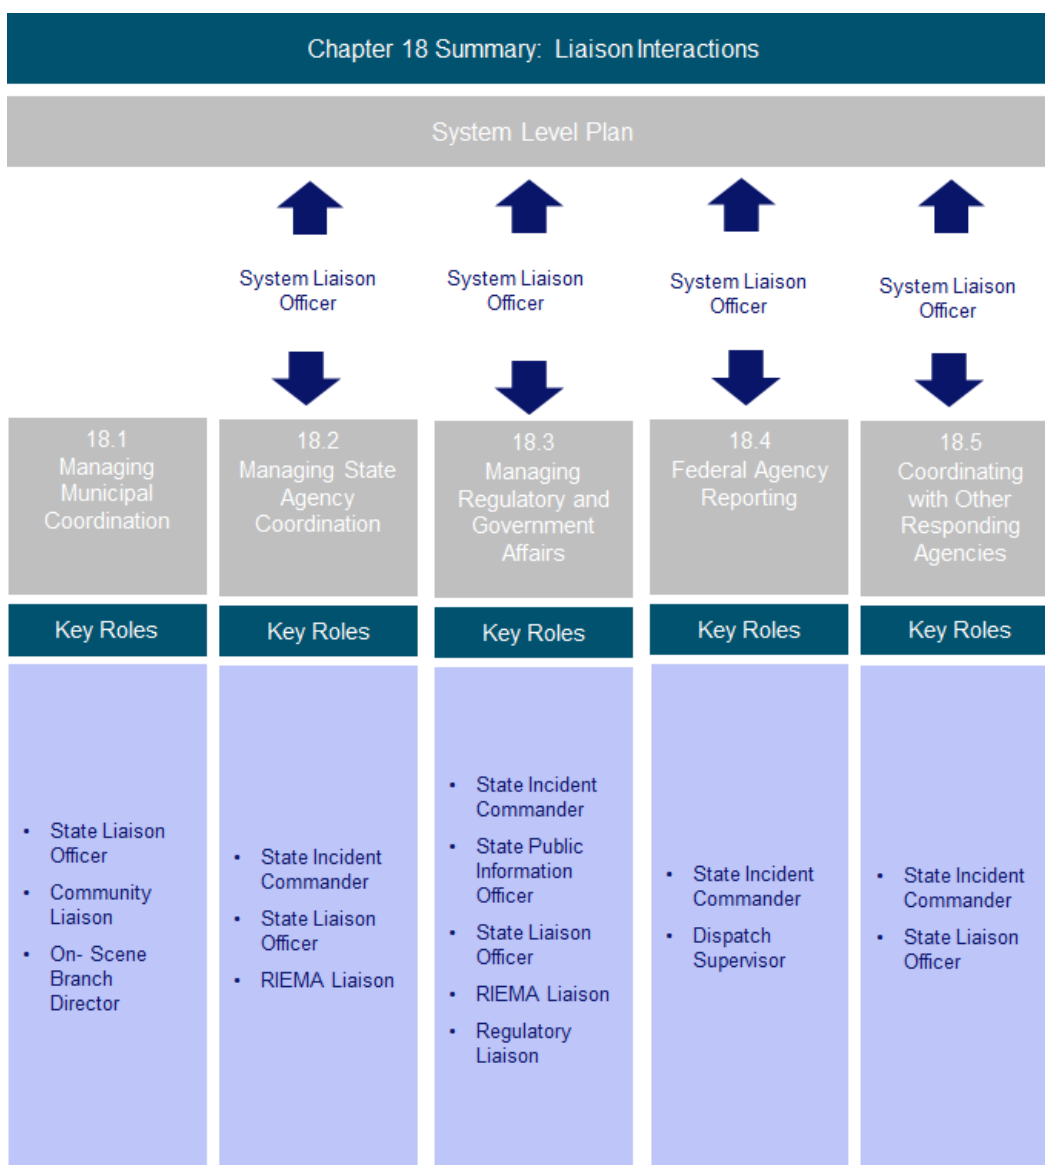 Chapter 18 Summary: Liaison Interactions
System Level Plan
System Liaison
Officer
System Liaison
Officer
System Liaison
Officer
System Liaison
Officer
18.1
Managing
Municipal
Coordination
18.2
Managing State
Agency
Coordination
18.3
Managing
Regulatory and
Government
Affairs
18.4
Federal Agency
Reporting
18.5
Coordinating
with Other
Responding
Agencies
Key Roles
Key Roles
Key Roles
Key Roles
Key Roles
• State Liaison
Officer
• Community
Liaison
• On- Scene
Branch
Director
• State Incident
Commander
• State Liaison
Officer
• RIEMA Liaison
• State Incident
Commander
• State Public
Information
Officer
• State Liaison
Officer
• RIEMA Liaison
• Regulatory
Liaison
• State Incident
Commander
• Dispatch
Supervisor
• State Incident
Commander
• State Liaison
Officer